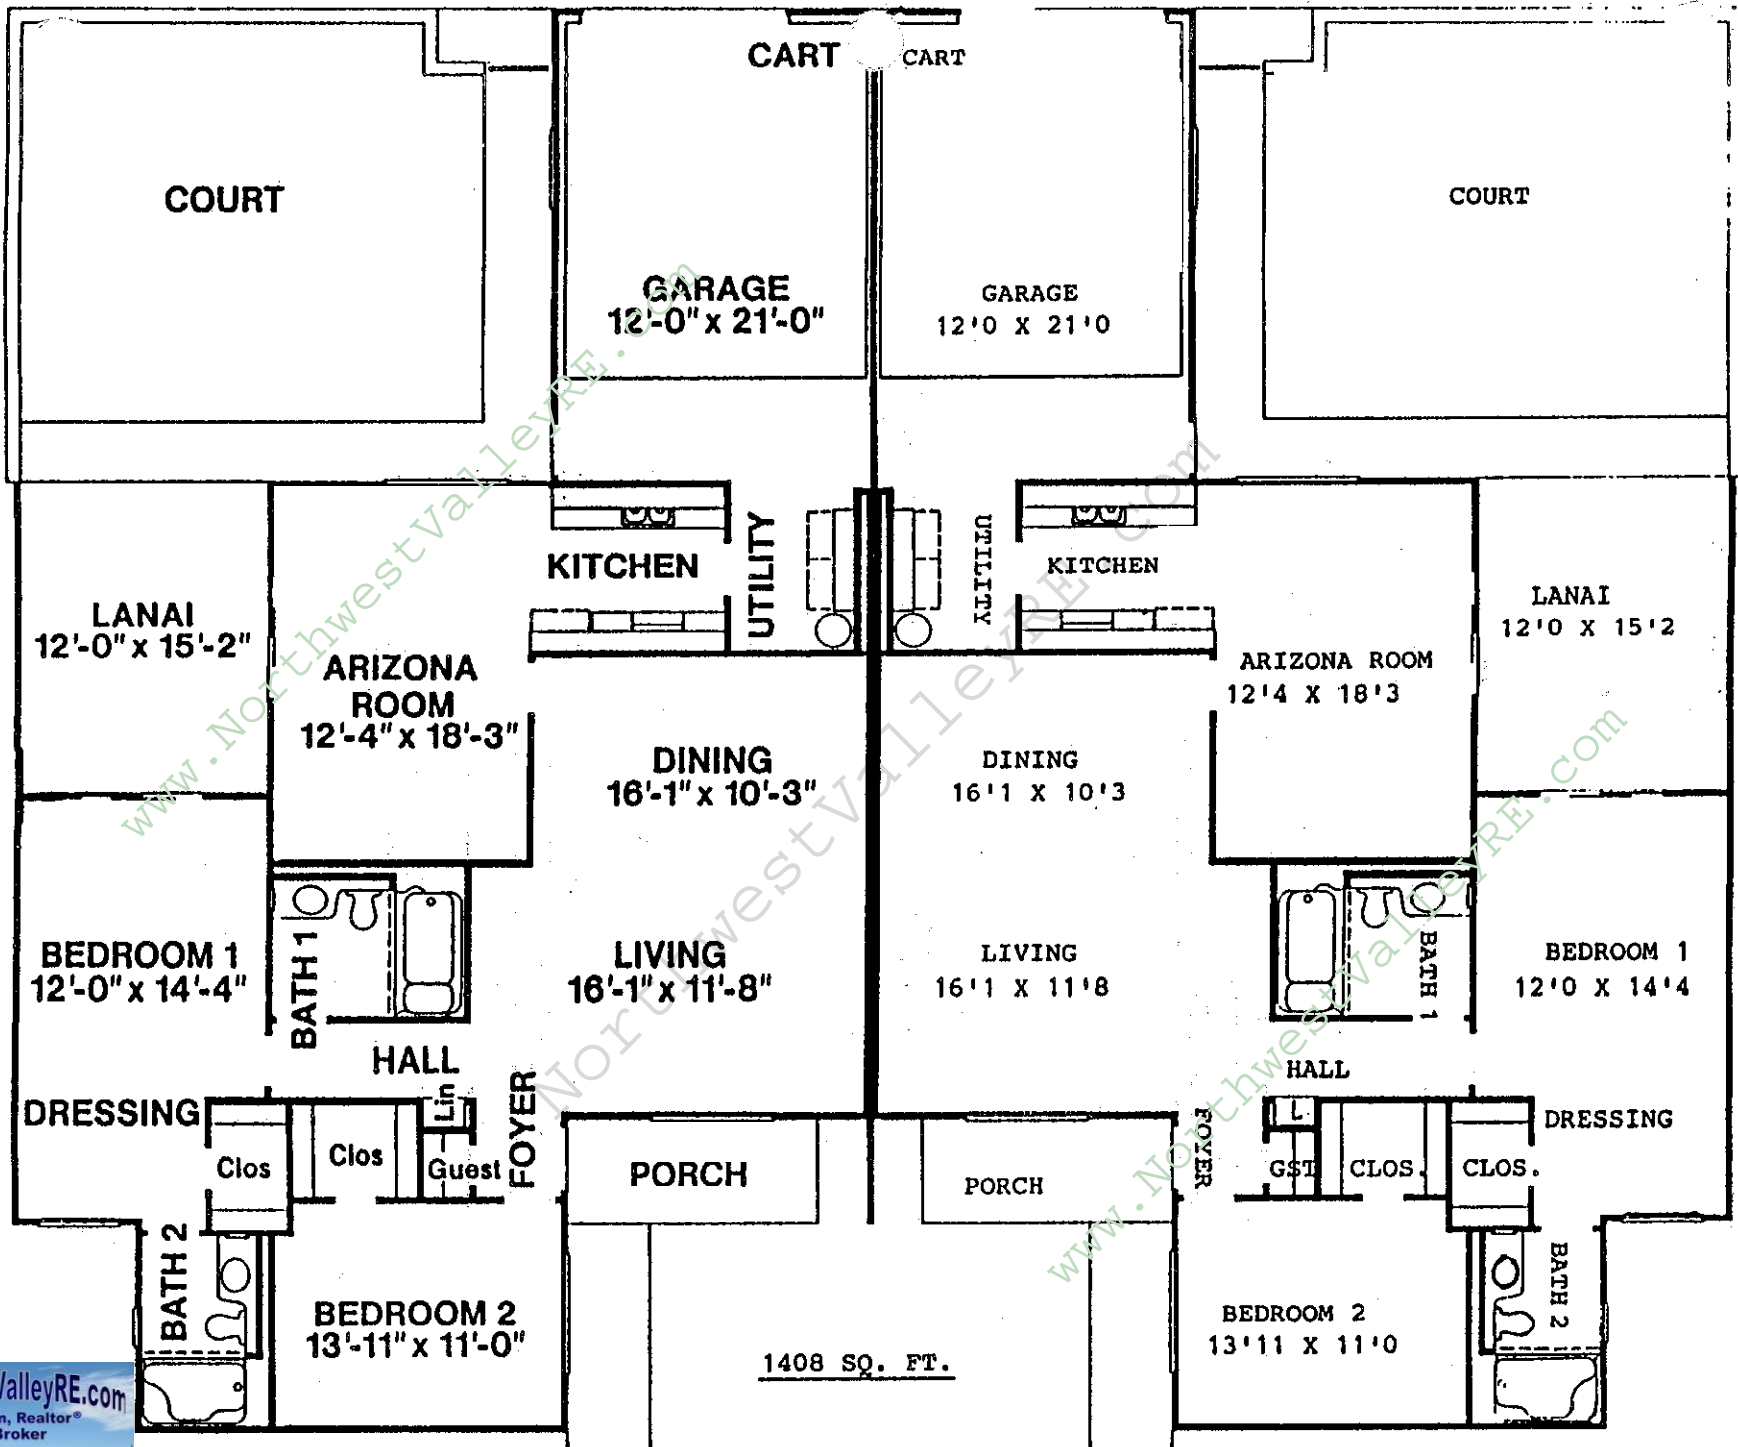 CART
CART
COURT
COURT
GARAGE
12'-0" x 21'-0"
GARAGE
12'0 X 21'0
KITCHEN
UTILITY
UTILITY
KITCHEN
LANAI
12'-0" x 15'-2"
LANAI
12'0 X 15'2
ARIZONA
ROOM
12'-4" x 18'-3"
ARIZONA ROOM
12'4 X 18'3
DINING
16'-1" x 10'-3"
DINING
16'1 X 10'3
BEDROOM 1
12'-0" x 14'-4"
BATH 1
LIVING
16'-1" x 11'-8"
LIVING
16'1 X 11'8
BATH 1
BEDROOM 1
12'0 X 14'4
HALL
HALL
DRESSING
Clos
Clos
Lin
Guest
FOYER
PORCH
PORCH
FOYER
L
GST
CLOS.
CLOS.
DRESSING
BATH 2
BEDROOM 2
13'-11" x 11'-0"
BEDROOM 2
13'11 X 11'0
BATH 2
1408 SQ. FT.
www.NorthwestValleyRE.com
NorthwestValleyRE com
www.NorthwestValleyRE.com
alleyRE.com
n, Realtor®
Broker